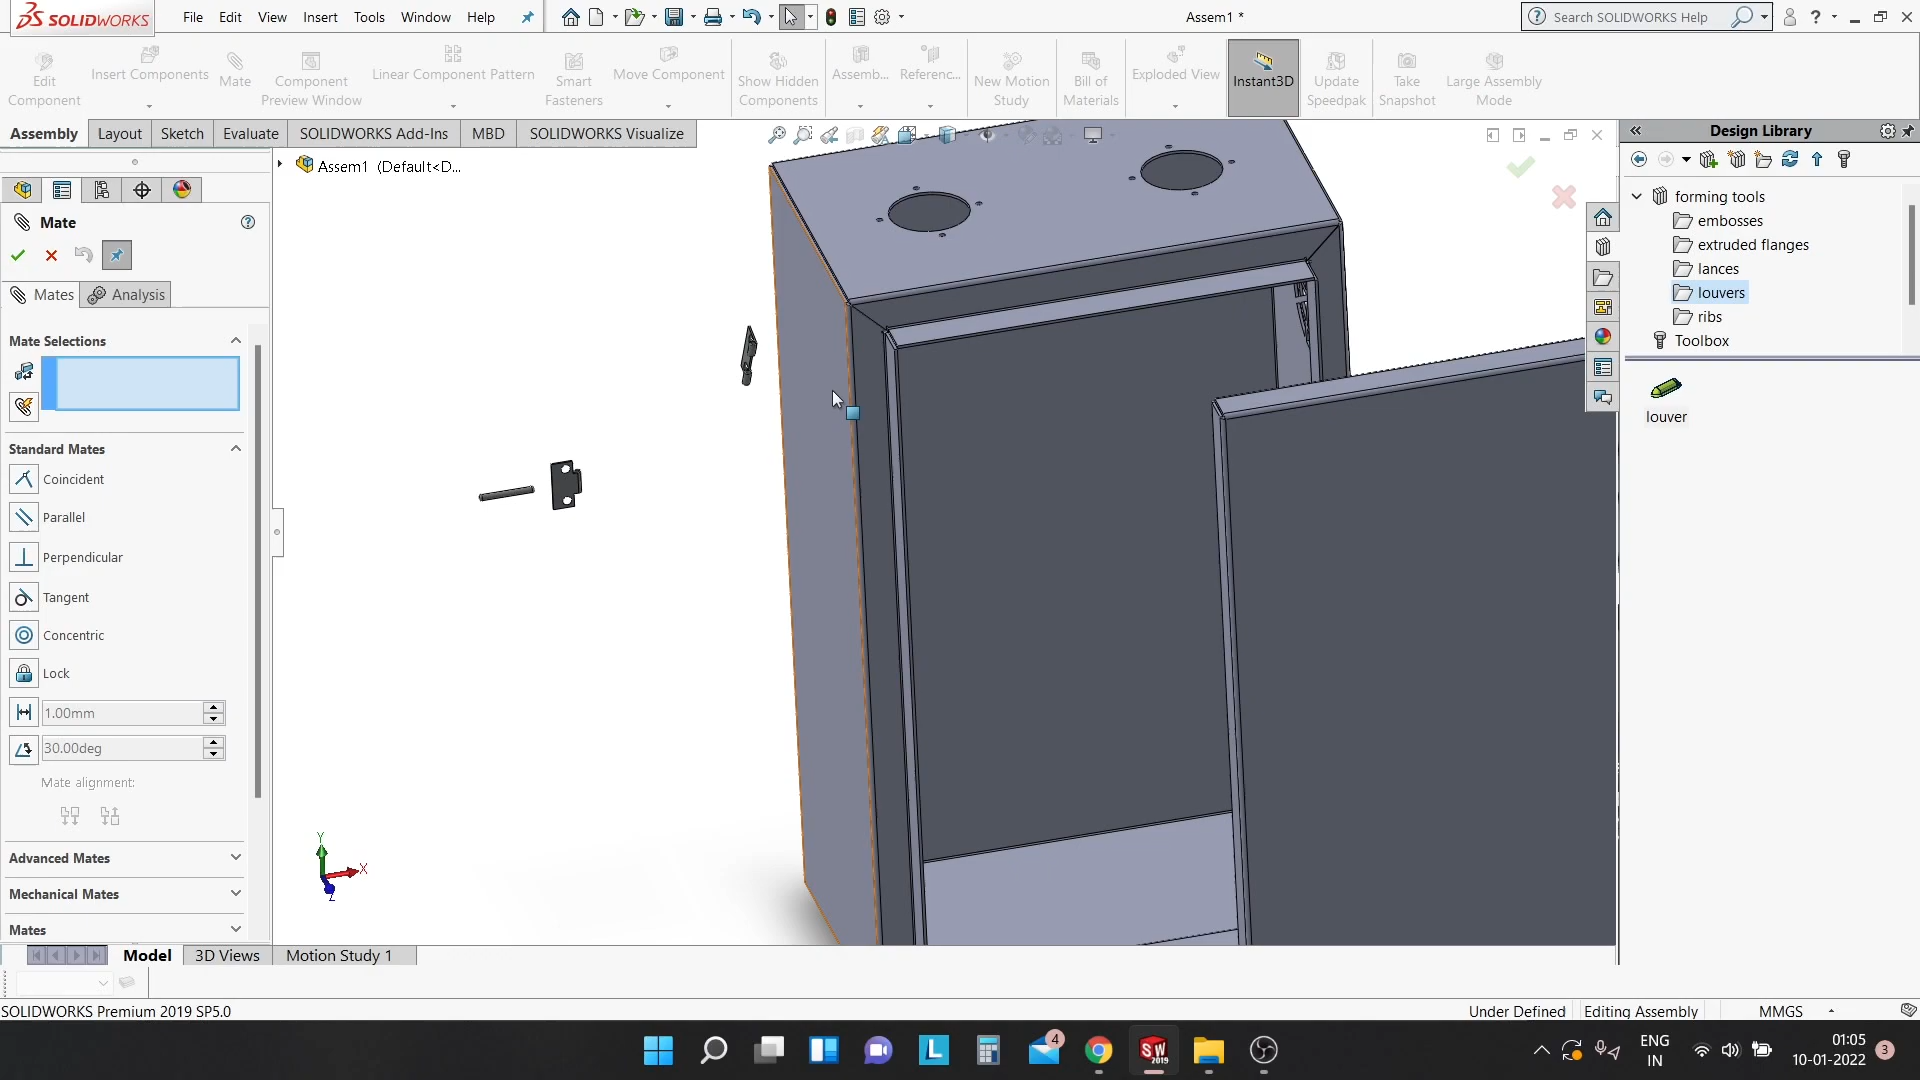 SOLIDWORKS
File Edit View Insert Tools Window Help
Assem1 *
Search SOLIDWORKS Help
Edit Component
Insert Components
Mate
Component Preview Window
Linear Component Pattern
Smart Fasteners
Move Component
Show Hidden Components
Assemb...
Referenc...
New Motion Study
Bill of Materials
Exploded View
Instant3D
Update Speedpak
Take Snapshot
Large Assembly Mode
Assembly Layout Sketch Evaluate SOLIDWORKS Add-Ins MBD SOLIDWORKS Visualize
Design Library
Assem1 (Default<D...
Mate
Mates Analysis
Mate Selections
Standard Mates
Coincident
Parallel
Perpendicular
Tangent
Concentric
Lock
1.00mm
30.00deg
Mate alignment:
Advanced Mates
Mechanical Mates
Mates
Y
X
Z
forming tools
embosses
extruded flanges
lances
louvers
ribs
Toolbox
louver
Model 3D Views Motion Study 1
SOLIDWORKS Premium 2019 SP5.0
Under Defined Editing Assembly MMGS
4
SW
2019
ENG
IN
01:05
10-01-2022
3